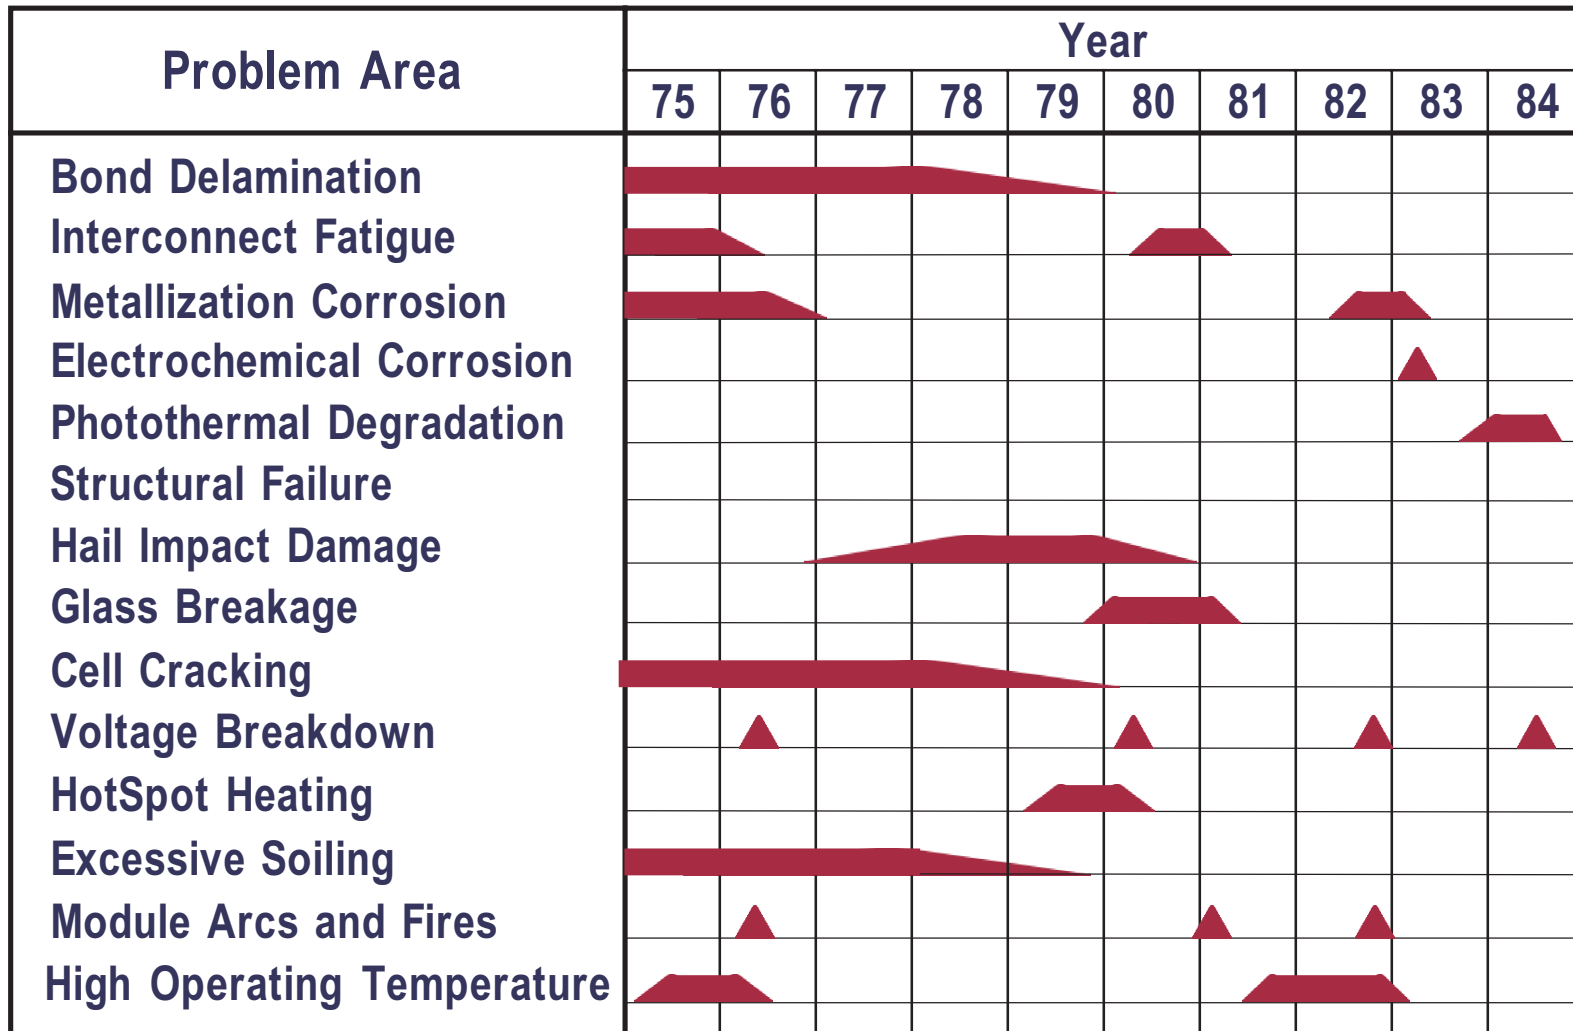 Problem Area
Year
75 76 77 78 79 80 81 82 83 84
Bond Delamination
Interconnect Fatigue
Metallization Corrosion
Electrochemical Corrosion
Photothermal Degradation
Structural Failure
Hail Impact Damage
Glass Breakage
Cell Cracking
Voltage Breakdown
HotSpot Heating
Excessive Soiling
Module Arcs and Fires
High Operating Temperature